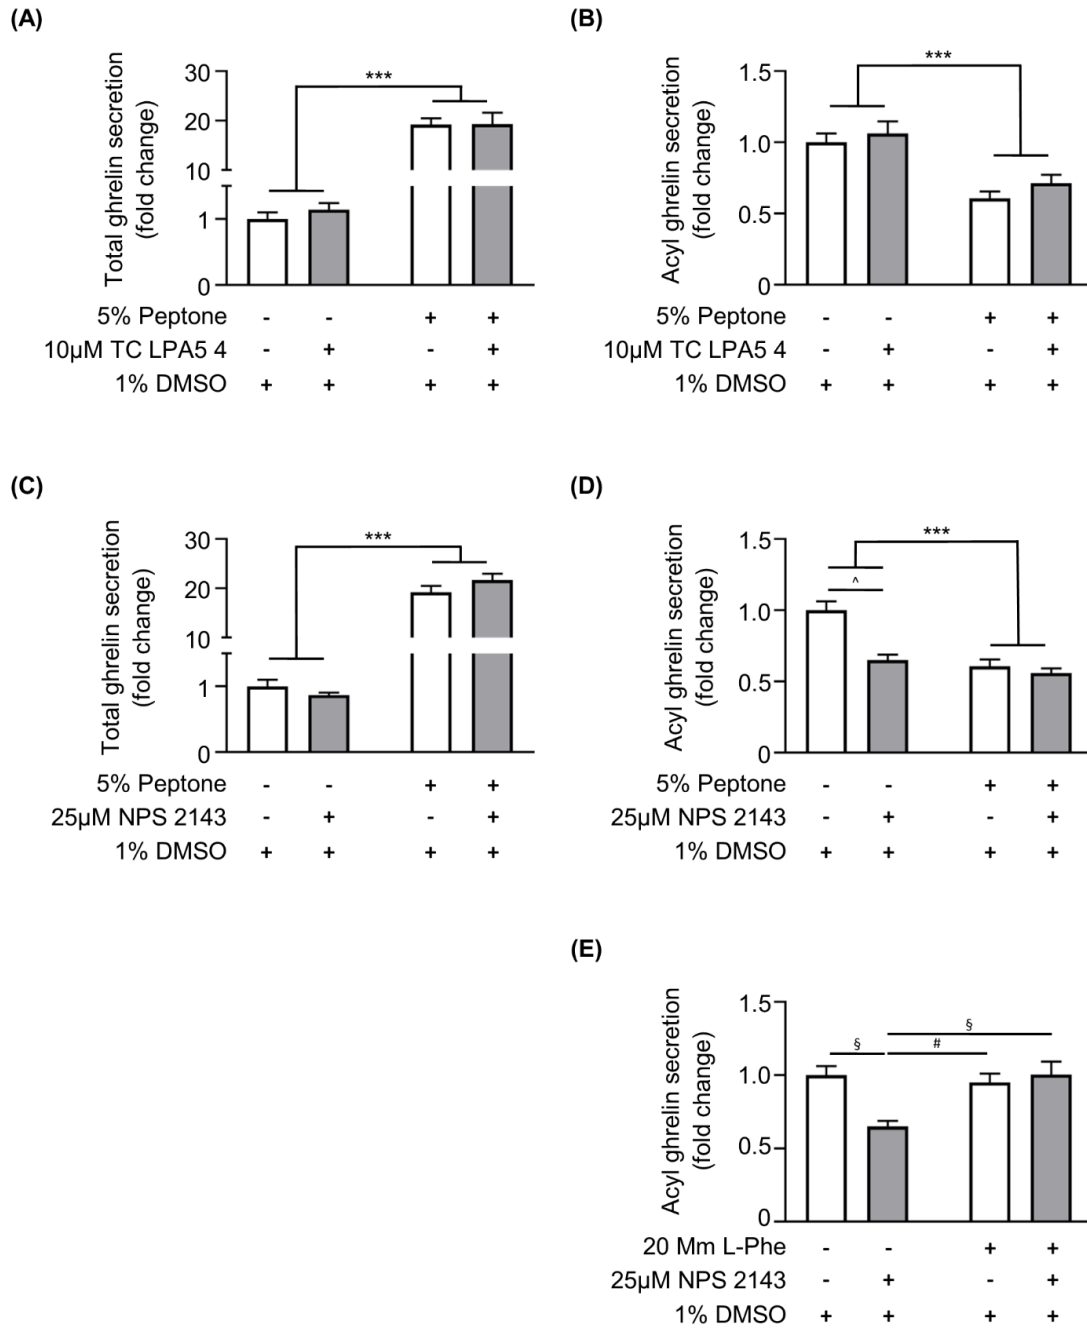 (A)
Total ghrelin secretion
(fold change)
30
20
10
1
0
***
5% Peptone - - + +
10µM TC LPA5 4 - + - +
1% DMSO + + + +
(B)
Acyl ghrelin secretion
(fold change)
1.5
1.0
0.5
0
***
5% Peptone - - + +
10µM TC LPA5 4 - + - +
1% DMSO + + + +
(C)
Total ghrelin secretion
(fold change)
30
20
10
1
0
***
5% Peptone - - + +
25µM NPS 2143 - + - +
1% DMSO + + + +
(D)
Acyl ghrelin secretion
(fold change)
1.5
1.0
0.5
0
***
^
5% Peptone - - + +
25µM NPS 2143 - + - +
1% DMSO + + + +
(E)
Acyl ghrelin secretion
(fold change)
1.5
1.0
0.5
0
§
§ #
20 Mm L-Phe - - + +
25µM NPS 2143 - + - +
1% DMSO + + + +